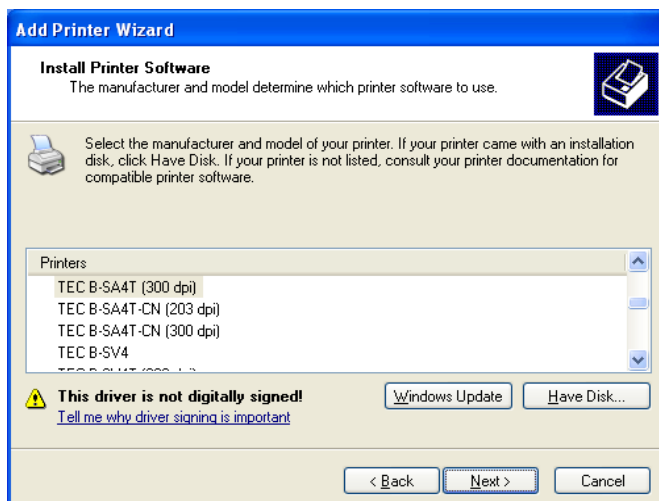 Add Printer Wizard
Install Printer Software
The manufacturer and model determine which printer software to use.
Select the manufacturer and model of your printer. If your printer came with an installation
disk, click Have Disk. If your printer is not listed, consult your printer documentation for
compatible printer software.
Printers
TEC B-SA4T (300 dpi)
TEC B-SA4T-CN (203 dpi)
TEC B-SA4T-CN (300 dpi)
TEC B-SV4
This driver is not digitally signed!
Windows Update
Have Disk...
Tell me why driver signing is important
< Back
Next >
Cancel